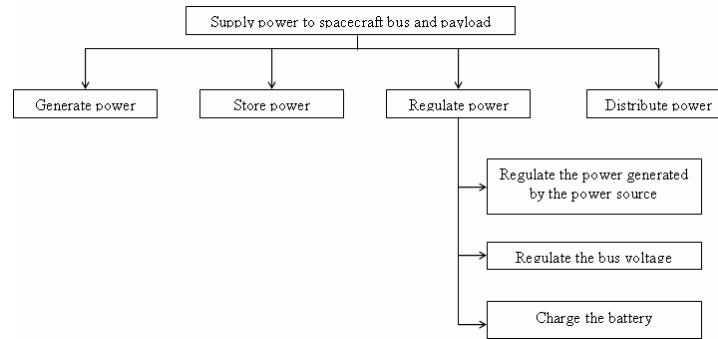 Supply power to spacecraft bus and payload
Generate power
Store power
Regulate power
Distribute power
Regulate the power generated
by the power source
Regulate the bus voltage
Charge the battery